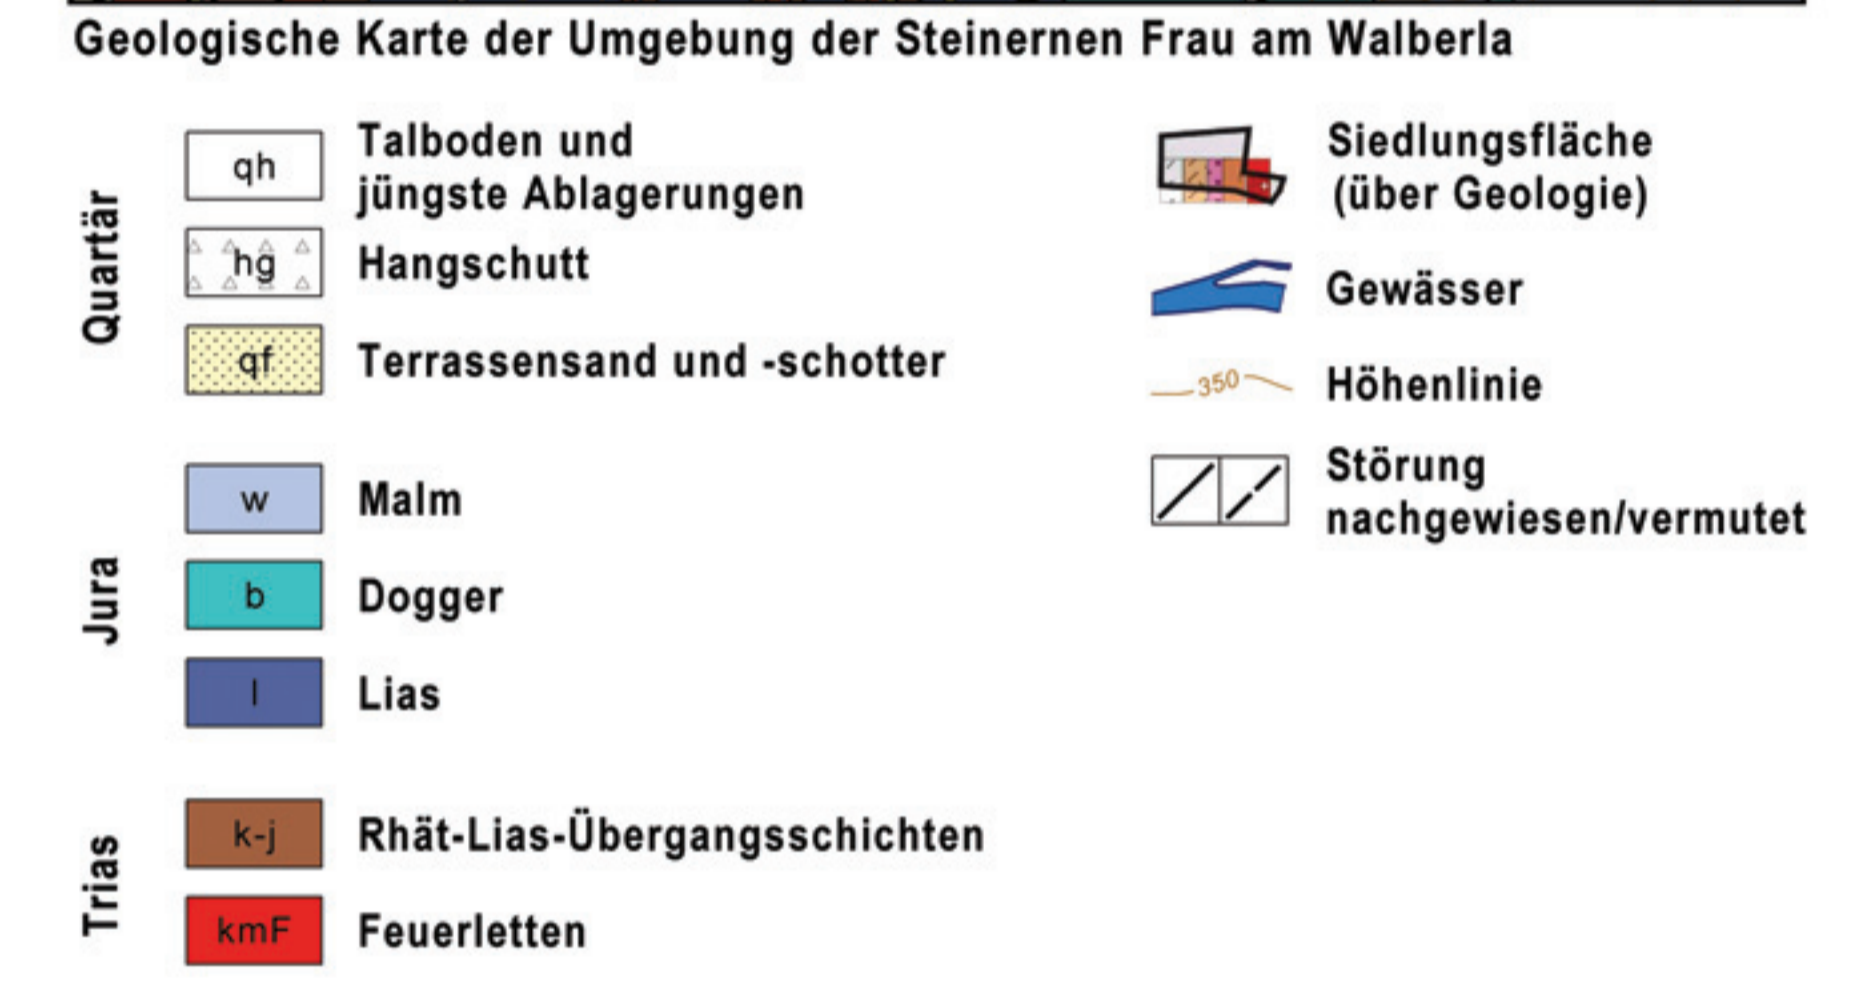 Geologische Karte der Umgebung der Steinernen Frau am Walberla
Quartär
qh
Talboden und
jüngste Ablagerungen
hg
Hangschutt
qf
Terrassensand und -schotter
Jura
w
Malm
b
Dogger
l
Lias
Trias
k-j
Rhät-Lias-Übergangsschichten
kmF
Feuerletten
Siedlungsfläche
(über Geologie)
Gewässer
350
Höhenlinie
Störung
nachgewiesen/vermutet